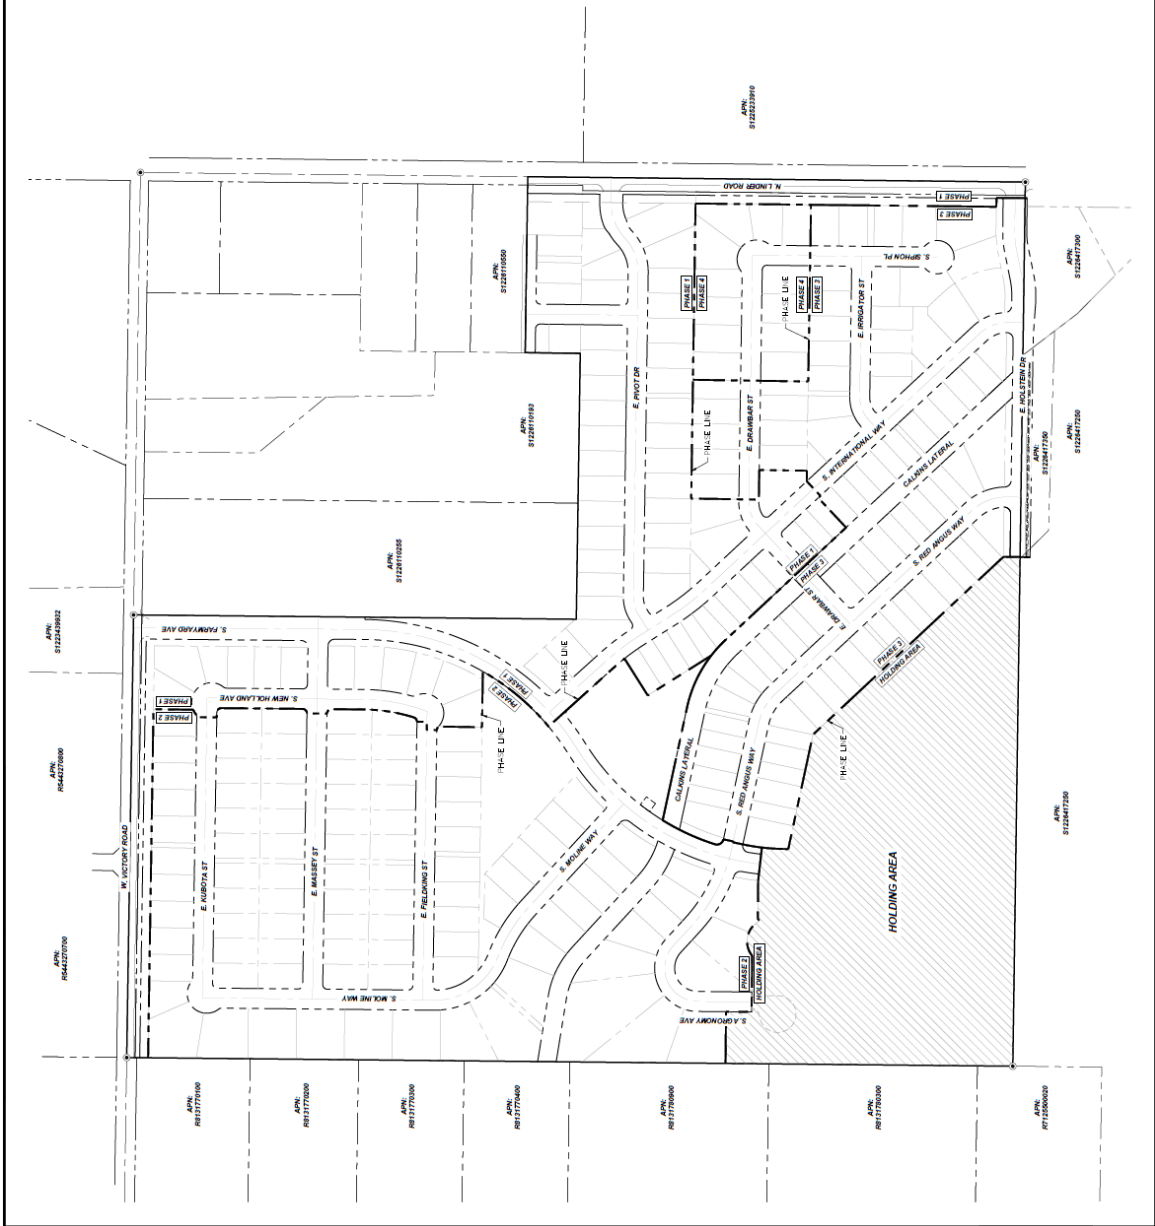 APN:
S1225233910
N. LINDER ROAD
PHASE 1
PHASE 3
APN:
S1226417300
APN:
S1226110550
S. SIPHON PL
PHASE 1
PHASE 4
PHASE LINE
PHASE 4
PHASE 3
E. IRRIGATOR ST
E. PIVOT DR
E. HOLSTEIN DR
APN:
S1226110193
PHASE LINE
E. DRAWBAR ST
S. INTERNATIONAL WAY
CALKINS LATERAL
APN:
S1226417350
APN:
S1226417250
APN:
S1226110255
S. RED ANGUS WAY
PHASE 1
PHASE 3
E. DRAWBAR ST
APN:
S1223439932
S. FARMYARD AVE
PHASE LINE
PHASE 3
HOLDING AREA
PHASE 1
PHASE 2
S. NEW HOLLAND AVE
PHASE 1
PHASE 2
PHASE LINE
PHASE LINE
CALKINS LATERAL
S. RED ANGUS WAY
APN:
R5443270800
APN:
S1226417250
W. VICTORY ROAD
E. KUBOTA ST
E. MASSEY ST
E. FIELDKING ST
S. MOLINE WAY
HOLDING AREA
APN:
R5443270700
S. MOLINE WAY
PHASE 2
HOLDING AREA
S. AGRONOMY AVE
APN:
R8131770100
APN:
R8131770200
APN:
R8131770300
APN:
R8131770400
APN:
R8131780900
APN:
R8131780300
APN:
R7125500020